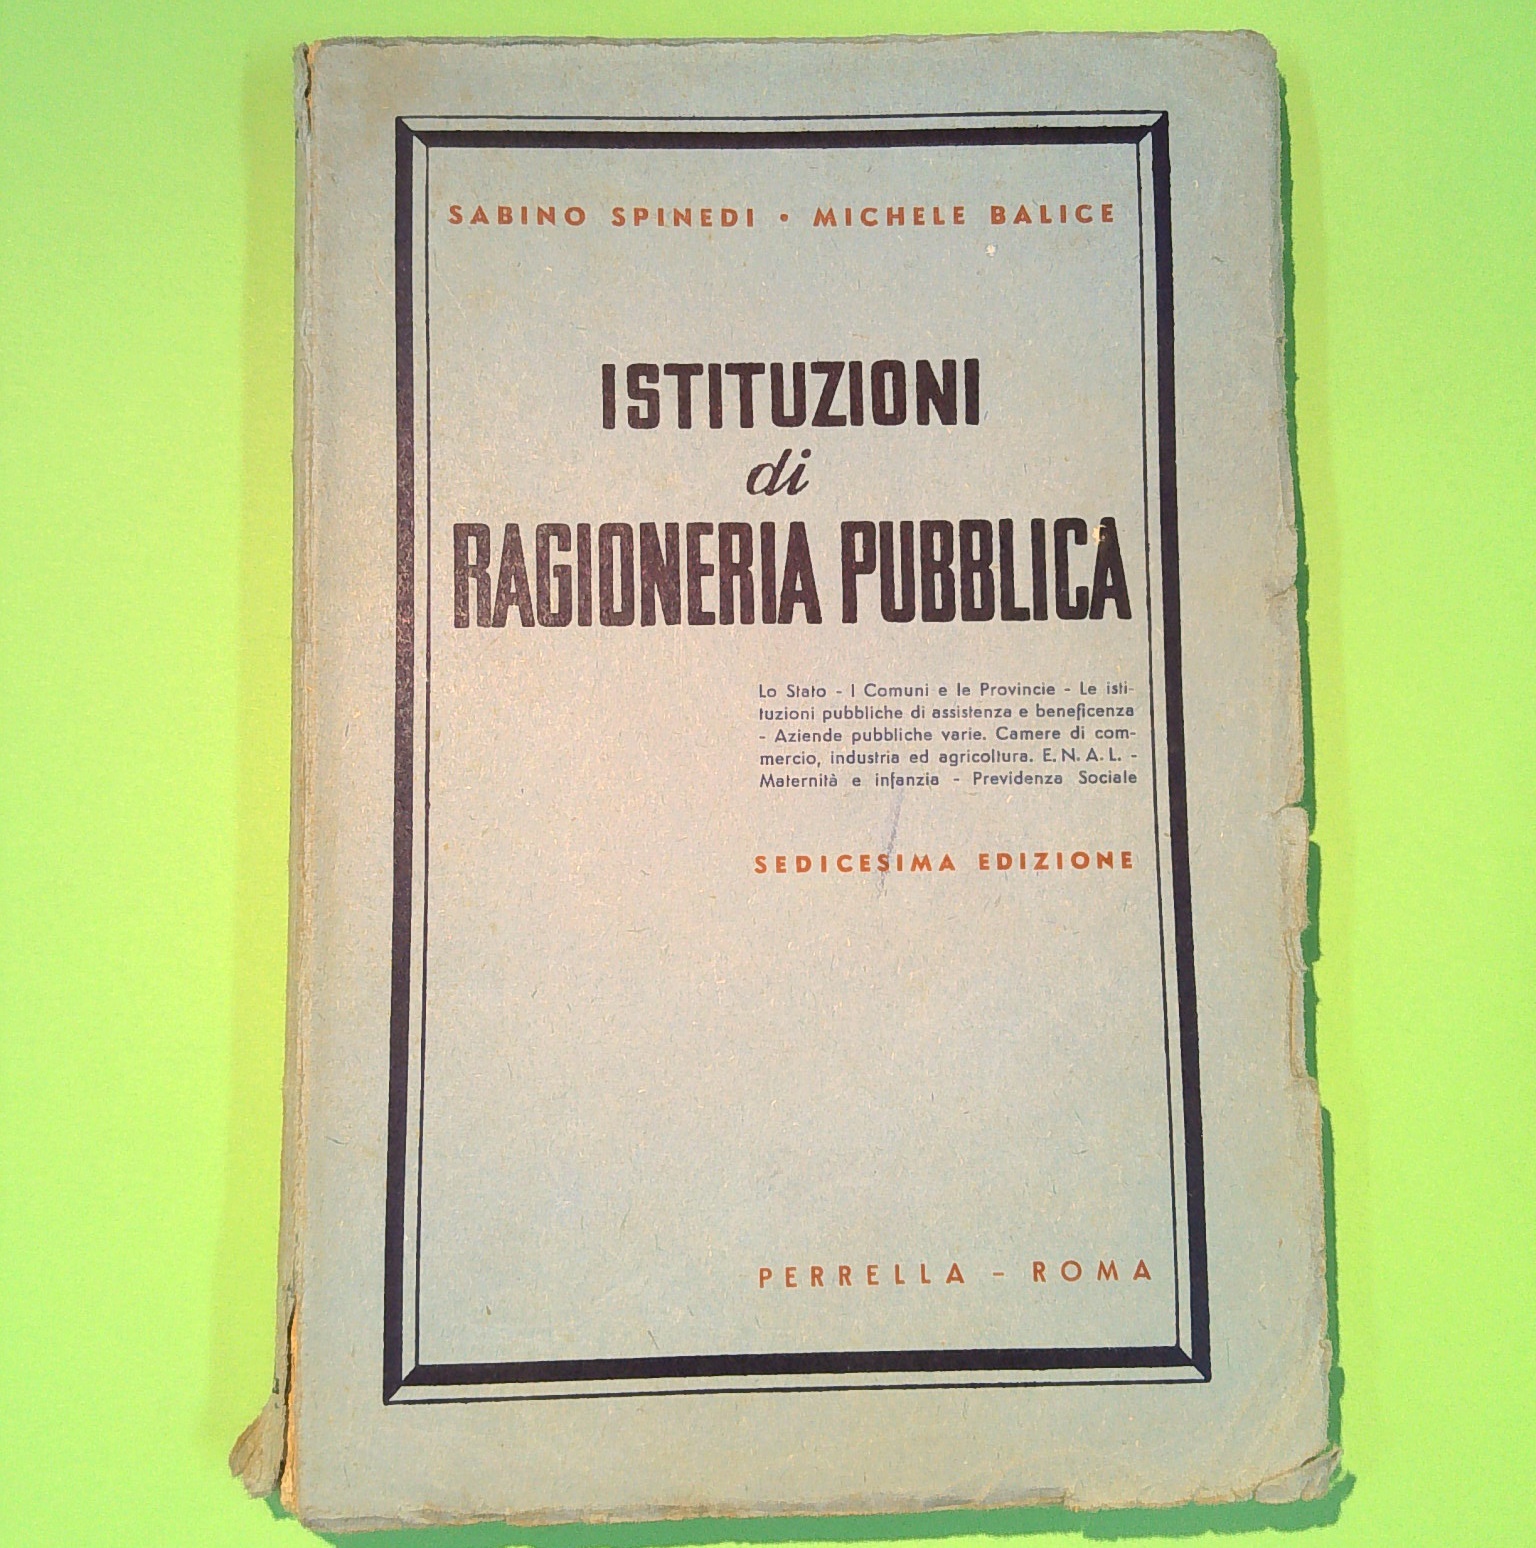 SABINO SPINEDI • MICHELE BALICE
ISTITUZIONI
di
RAGIONERIA PUBBLICA
Lo Stato - I Comuni e le Provincie - Le isti-
tuzioni pubbliche di assistenza e beneficenza
- Aziende pubbliche varie. Camere di com-
mercio, industria ed agricoltura. E. N. A. L. -
Maternità e infanzia - Previdenza Sociale
SEDICESIMA EDIZIONE
PERRELLA - ROMA